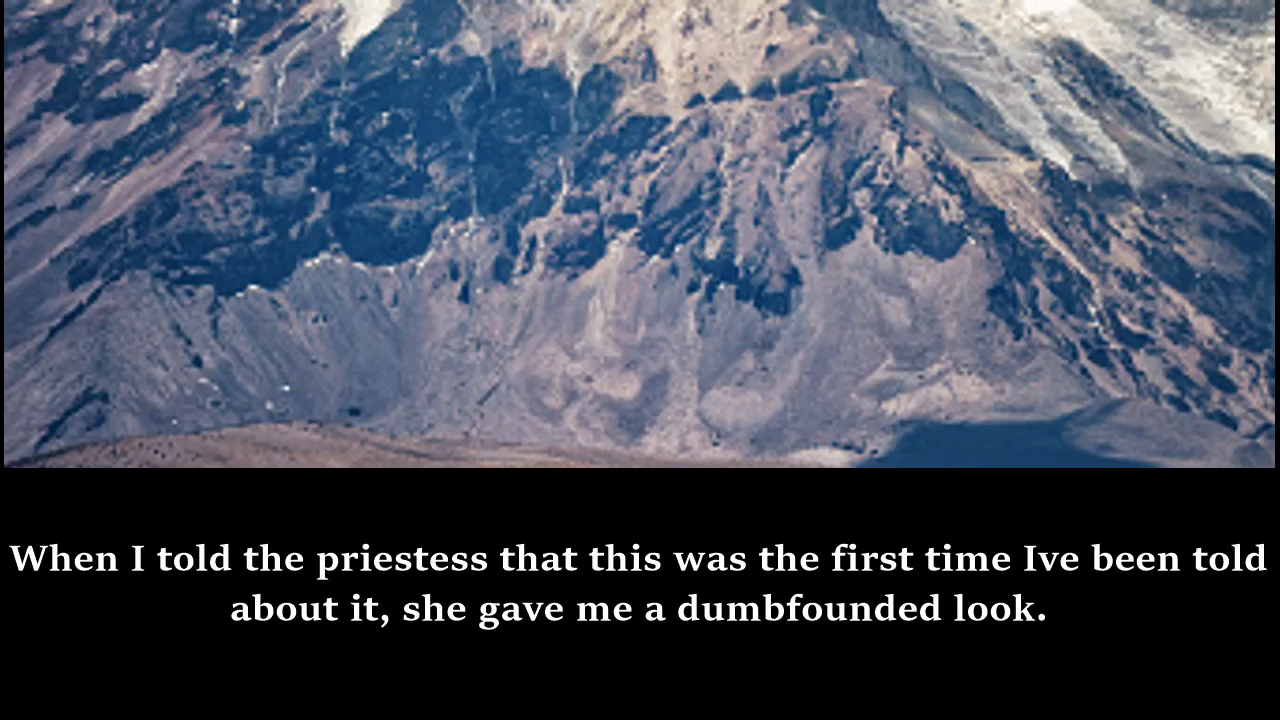 When I told the priestess that this was the first time Ive been told
about it, she gave me a dumbfounded look.